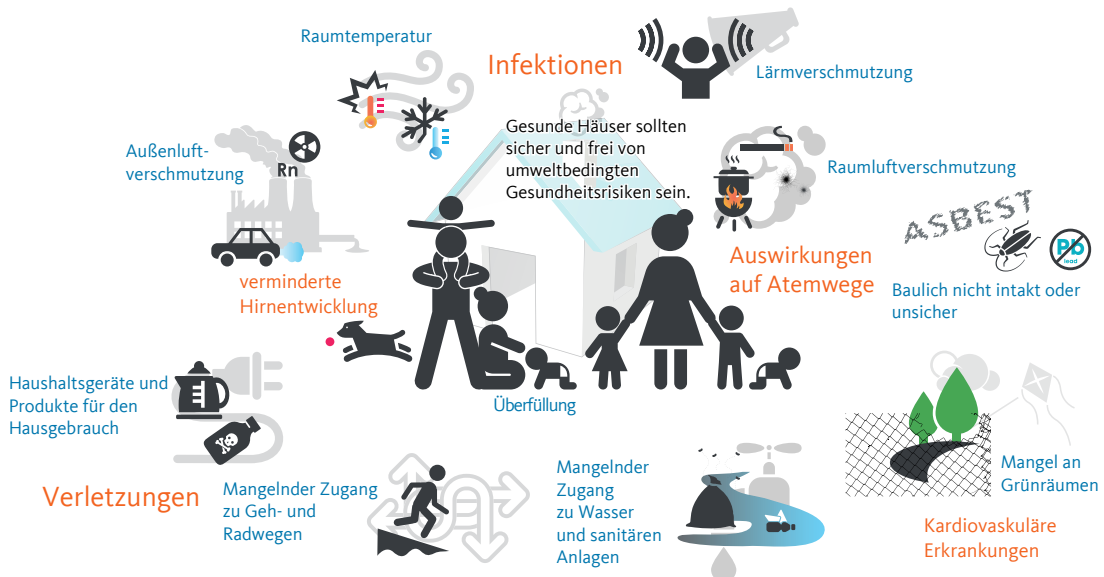 Raumtemperatur
Infektionen
Lärmverschmutzung
Gesunde Häuser sollten
sicher und frei von
umweltbedingten
Gesundheitsrisiken sein.
Außenluft-
verschmutzung
Rn
Raumluftverschmutzung
ASBEST
Pb
lead
Auswirkungen
auf Atemwege
Baulich nicht intakt oder
unsicher
verminderte
Hirnentwicklung
Haushaltsgeräte und
Produkte für den
Hausgebrauch
Überfüllung
Verletzungen
Mangelnder Zugang
zu Geh- und
Radwegen
Mangelnder
Zugang
zu Wasser
und sanitären
Anlagen
Mangel an
Grünräumen
Kardiovaskuläre
Erkrankungen